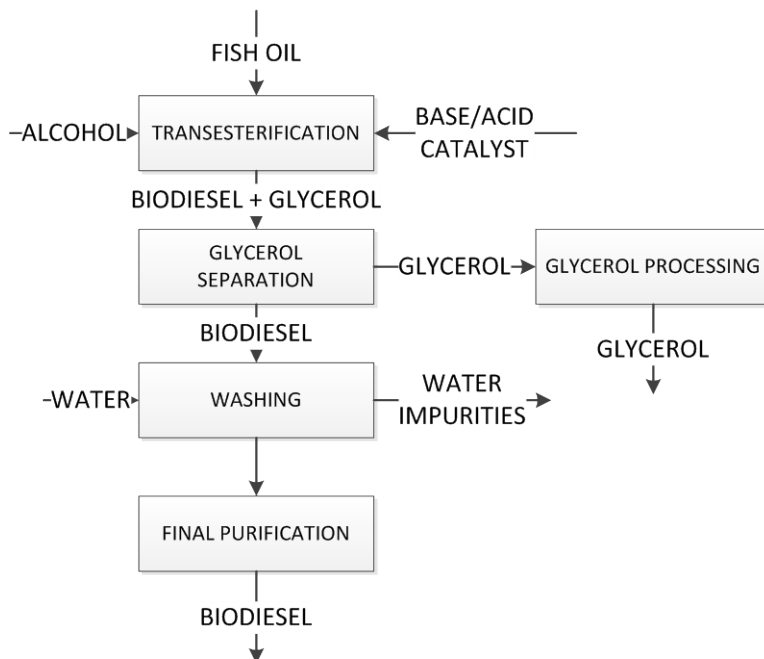 FISH OIL
ALCOHOL
TRANSESTERIFICATION
BASE/ACID
CATALYST
BIODIESEL + GLYCEROL
GLYCEROL
SEPARATION
GLYCEROL
GLYCEROL PROCESSING
BIODIESEL
GLYCEROL
WATER
WASHING
WATER
IMPURITIES
FINAL PURIFICATION
BIODIESEL